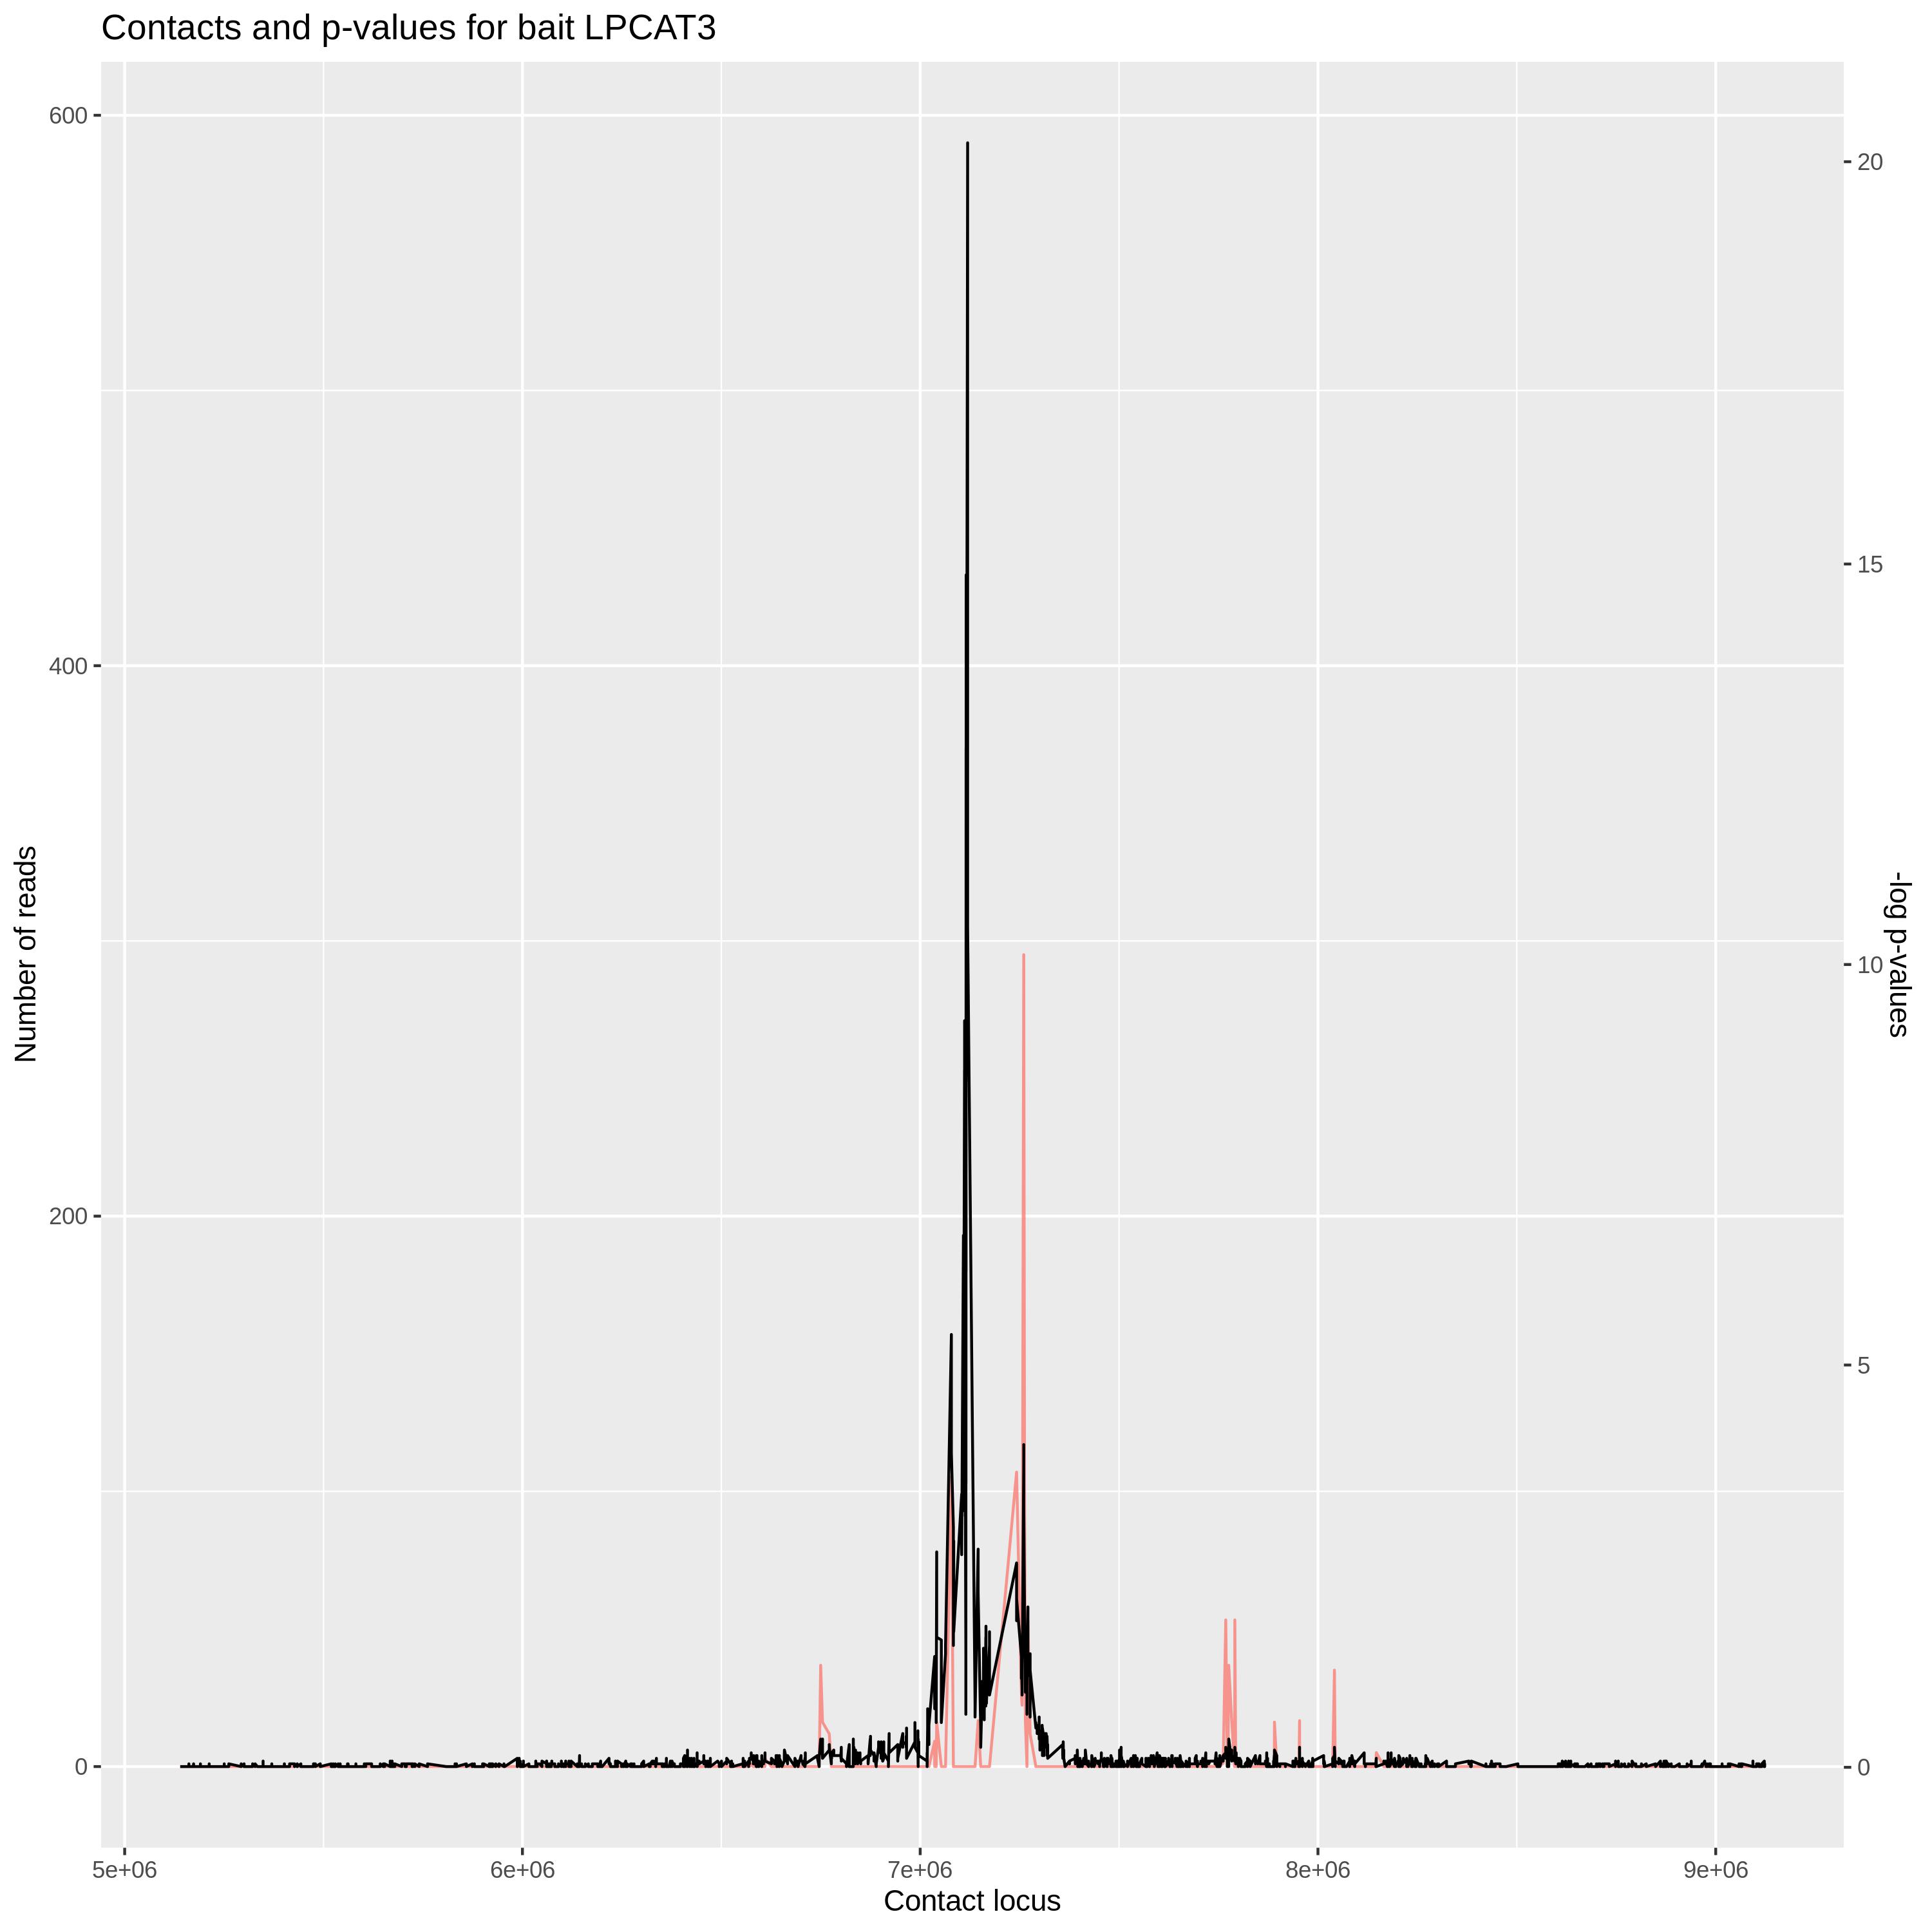 Contacts and p-values for bait LPCAT3
600
400
200
0
Number of reads
20
15
10
5
0
-log p-values
5e+06
6e+06
7e+06
8e+06
9e+06
Contact locus